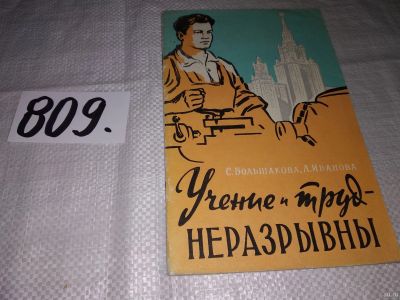 809.
С. БОЛЬШАКОВА, Л. ИВАНОВА
Учение и труд-
НЕРАЗРЫВНЫ